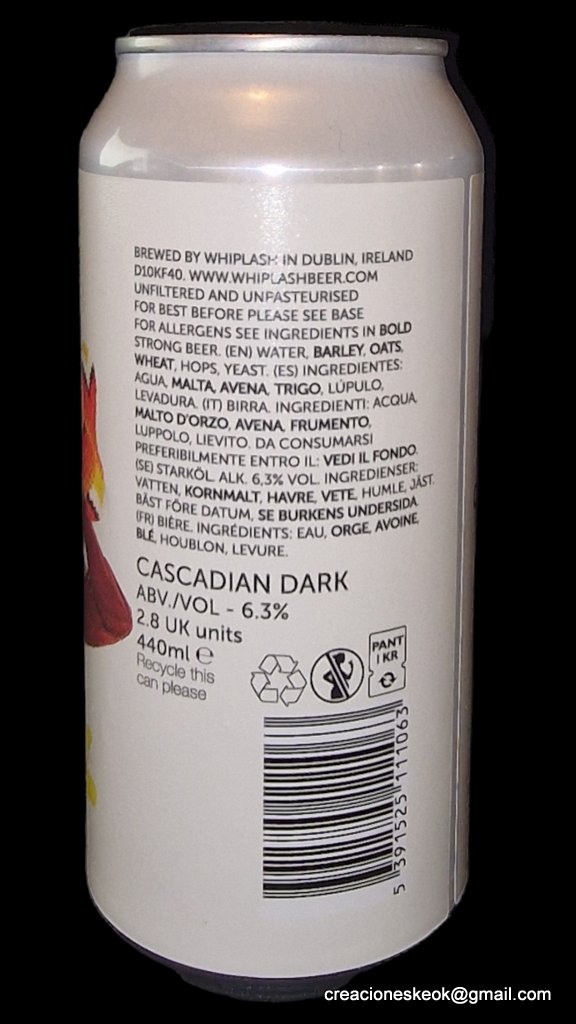 BREWED BY WHIPLASH IN DUBLIN, IRELAND
D10KF40. WWW.WHIPLASHBEER.COM
UNFILTERED AND UNPASTEURISED
FOR BEST BEFORE PLEASE SEE BASE
FOR ALLERGENS SEE INGREDIENTS IN BOLD
STRONG BEER. (EN) WATER, BARLEY, OATS,
WHEAT, HOPS, YEAST. (ES) INGREDIENTES:
AGUA, MALTA, AVENA, TRIGO, LÚPULO,
LEVADURA. (IT) BIRRA. INGREDIENTI: ACQUA,
MALTO D'ORZO, AVENA, FRUMENTO,
LUPPOLO, LIEVITO. DA CONSUMARSI
PREFERIBILMENTE ENTRO IL: VEDI IL FONDO.
(SE) STARKÖL. ALK. 6,3% VOL. INGREDIENSER:
VATTEN, KORNMALT, HAVRE, VETE, HUMLE, JÄST.
BÄST FÖRE DATUM, SE BURKENS UNDERSIDA
(FR) BIÈRE. INGRÉDIENTS: EAU, ORGE, AVOINE,
BLÉ, HOUBLON, LEVURE.
CASCADIAN DARK
ABV./VOL - 6.3%
2.8 UK units
440ml ℮
Recycle this
can please
PANT
1 KR
5 391525 111063
creacioneskeok@gmail.com